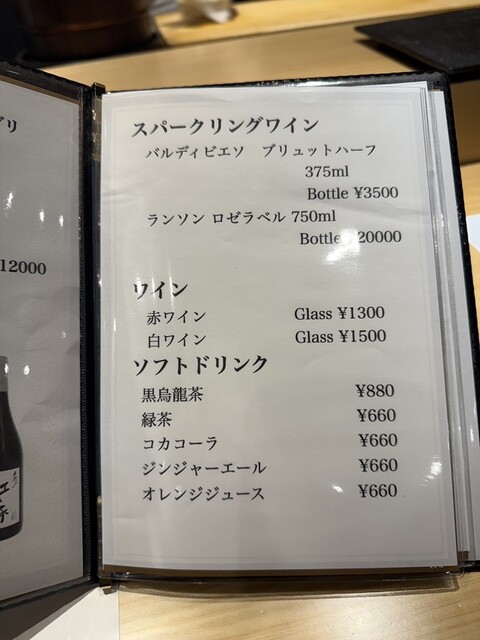 リ
12000
スパークリングワイン
バルディビエソ ブリュットハーフ
375ml
Bottle ¥3500
ランソン ロゼラベル 750ml
Bottle 20000
ワイン
赤ワイン Glass ¥1300
白ワイン Glass ¥1500
ソフトドリンク
黒烏龍茶 ¥880
緑茶 ¥660
コカコーラ ¥660
ジンジャーエール ¥660
オレンジジュース ¥660